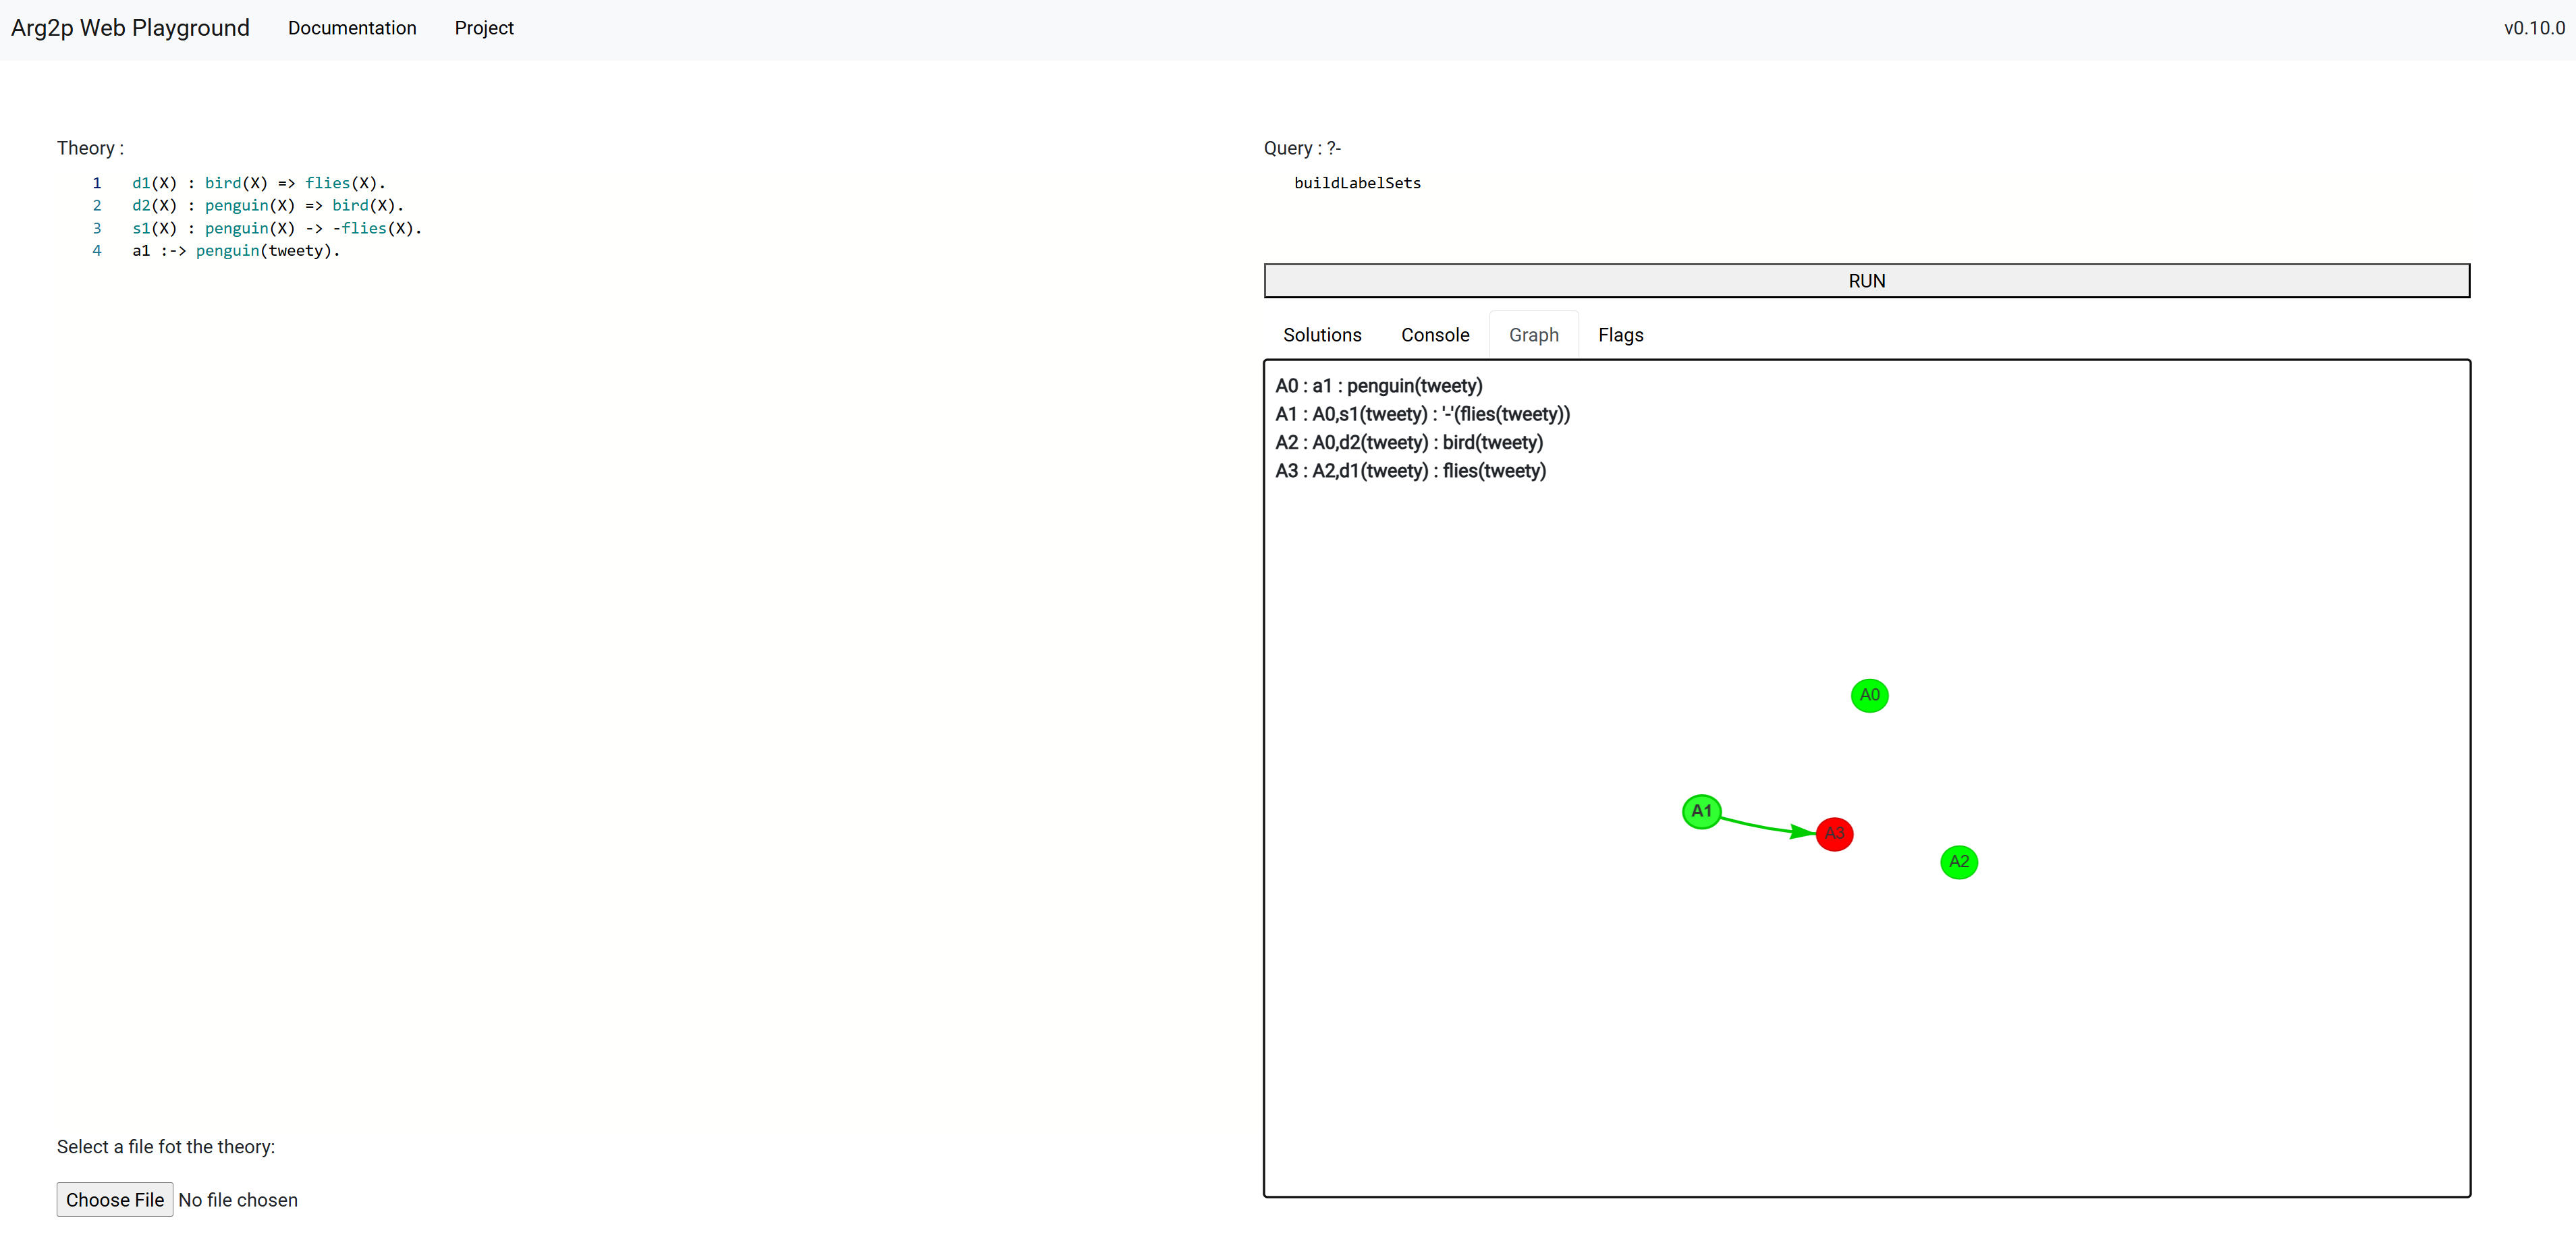 Arg2p Web Playground Documentation Project v0.10.0
Theory :
1 d1(X) : bird(X) => flies(X).
2 d2(X) : penguin(X) => bird(X).
3 s1(X) : penguin(X) -> -flies(X).
4 a1 :-> penguin(tweety).
Select a file fot the theory:
Choose File No file chosen
Query : ?-
buildLabelSets
RUN
Solutions Console Graph Flags
A0 : a1 : penguin(tweety)
A1 : A0,s1(tweety) : '-'(flies(tweety))
A2 : A0,d2(tweety) : bird(tweety)
A3 : A2,d1(tweety) : flies(tweety)
A0
A1
A3
A2